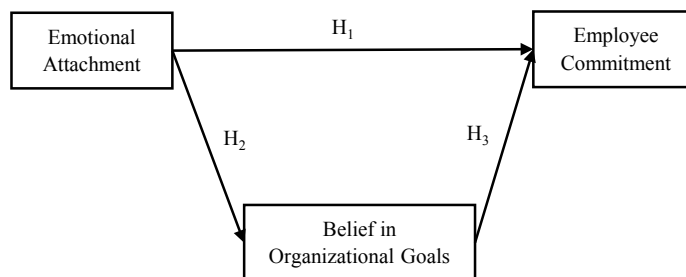 Emotional
Attachment
H₁
Employee
Commitment
H₂
H₃
Belief in
Organizational Goals